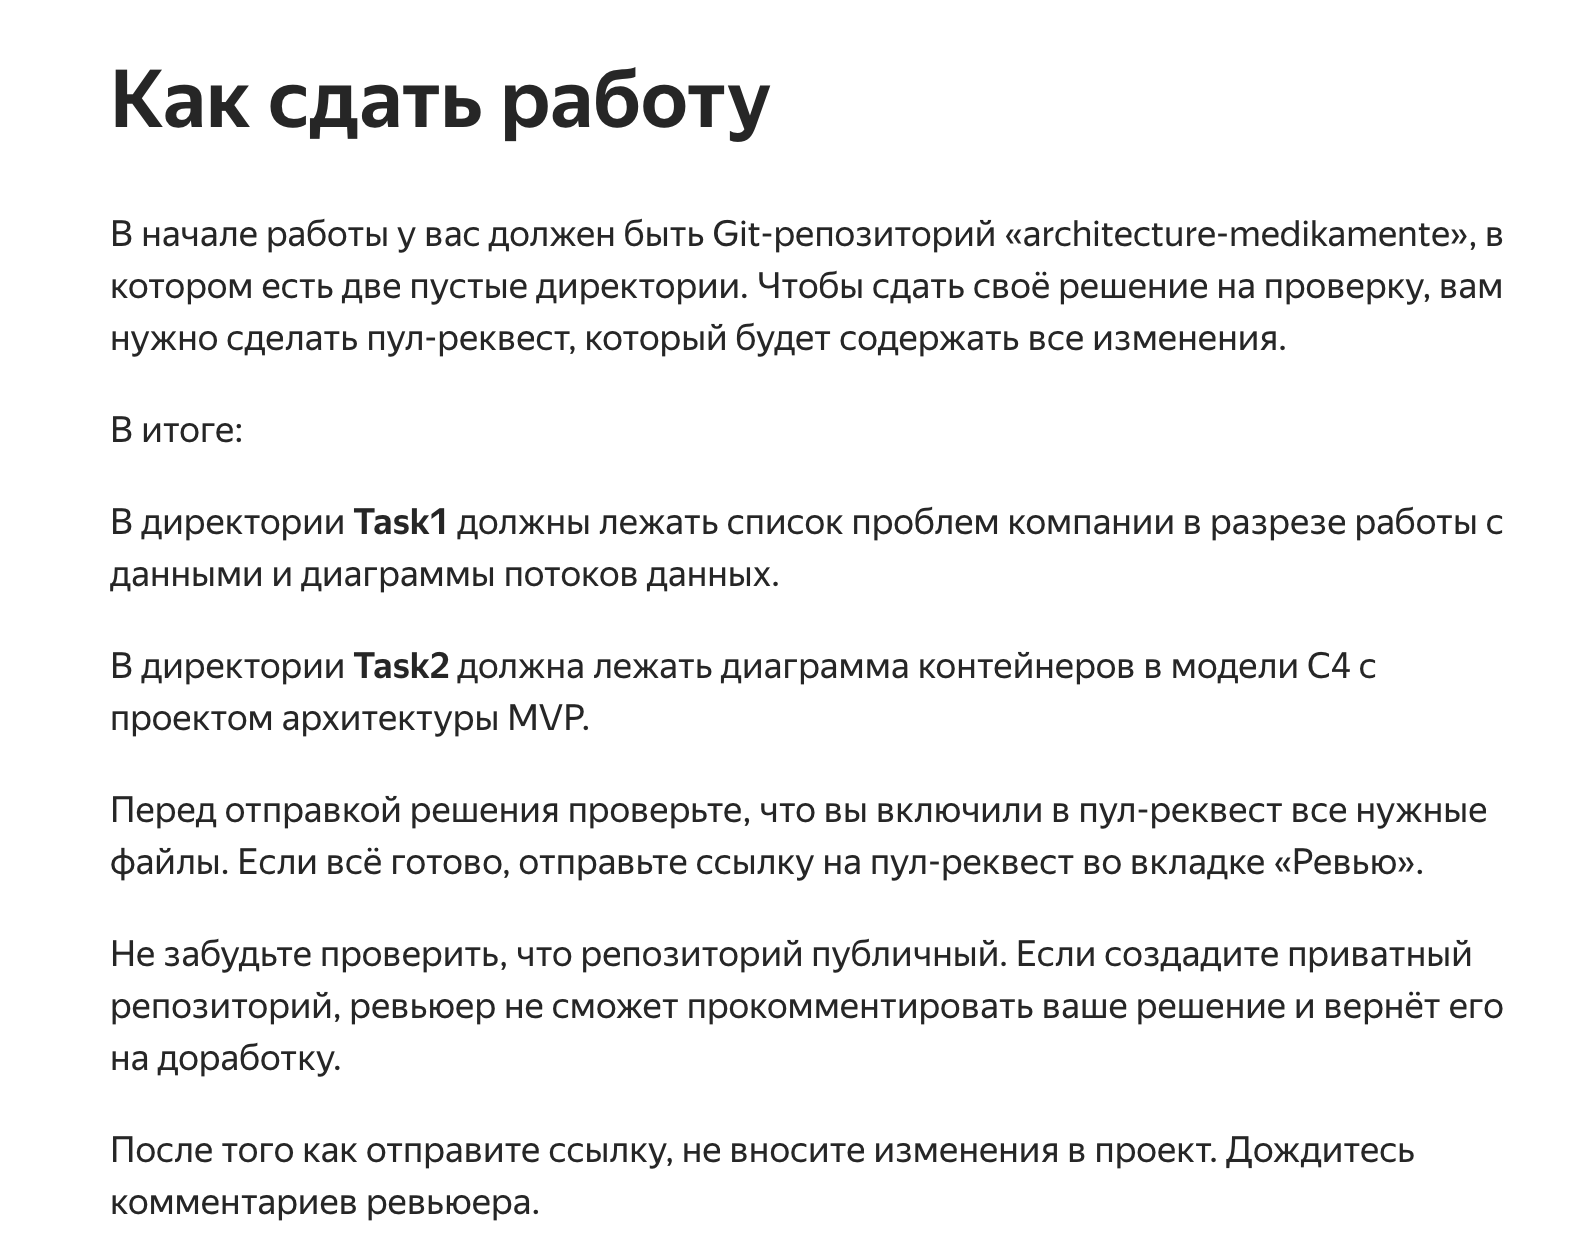 Как сдать работу
В начале работы у вас должен быть Git-репозиторий «architecture-medikamente», в
котором есть две пустые директории. Чтобы сдать своё решение на проверку, вам
нужно сделать пул-реквест, который будет содержать все изменения.
В итоге:
В директории Task1 должны лежать список проблем компании в разрезе работы с
данными и диаграммы потоков данных.
В директории Task2 должна лежать диаграмма контейнеров в модели C4 с
проектом архитектуры MVP.
Перед отправкой решения проверьте, что вы включили в пул-реквест все нужные
файлы. Если всё готово, отправьте ссылку на пул-реквест во вкладке «Ревью».
Не забудьте проверить, что репозиторий публичный. Если создадите приватный
репозиторий, ревьюер не сможет прокомментировать ваше решение и вернёт его
на доработку.
После того как отправите ссылку, не вносите изменения в проект. Дождитесь
комментариев ревьюера.